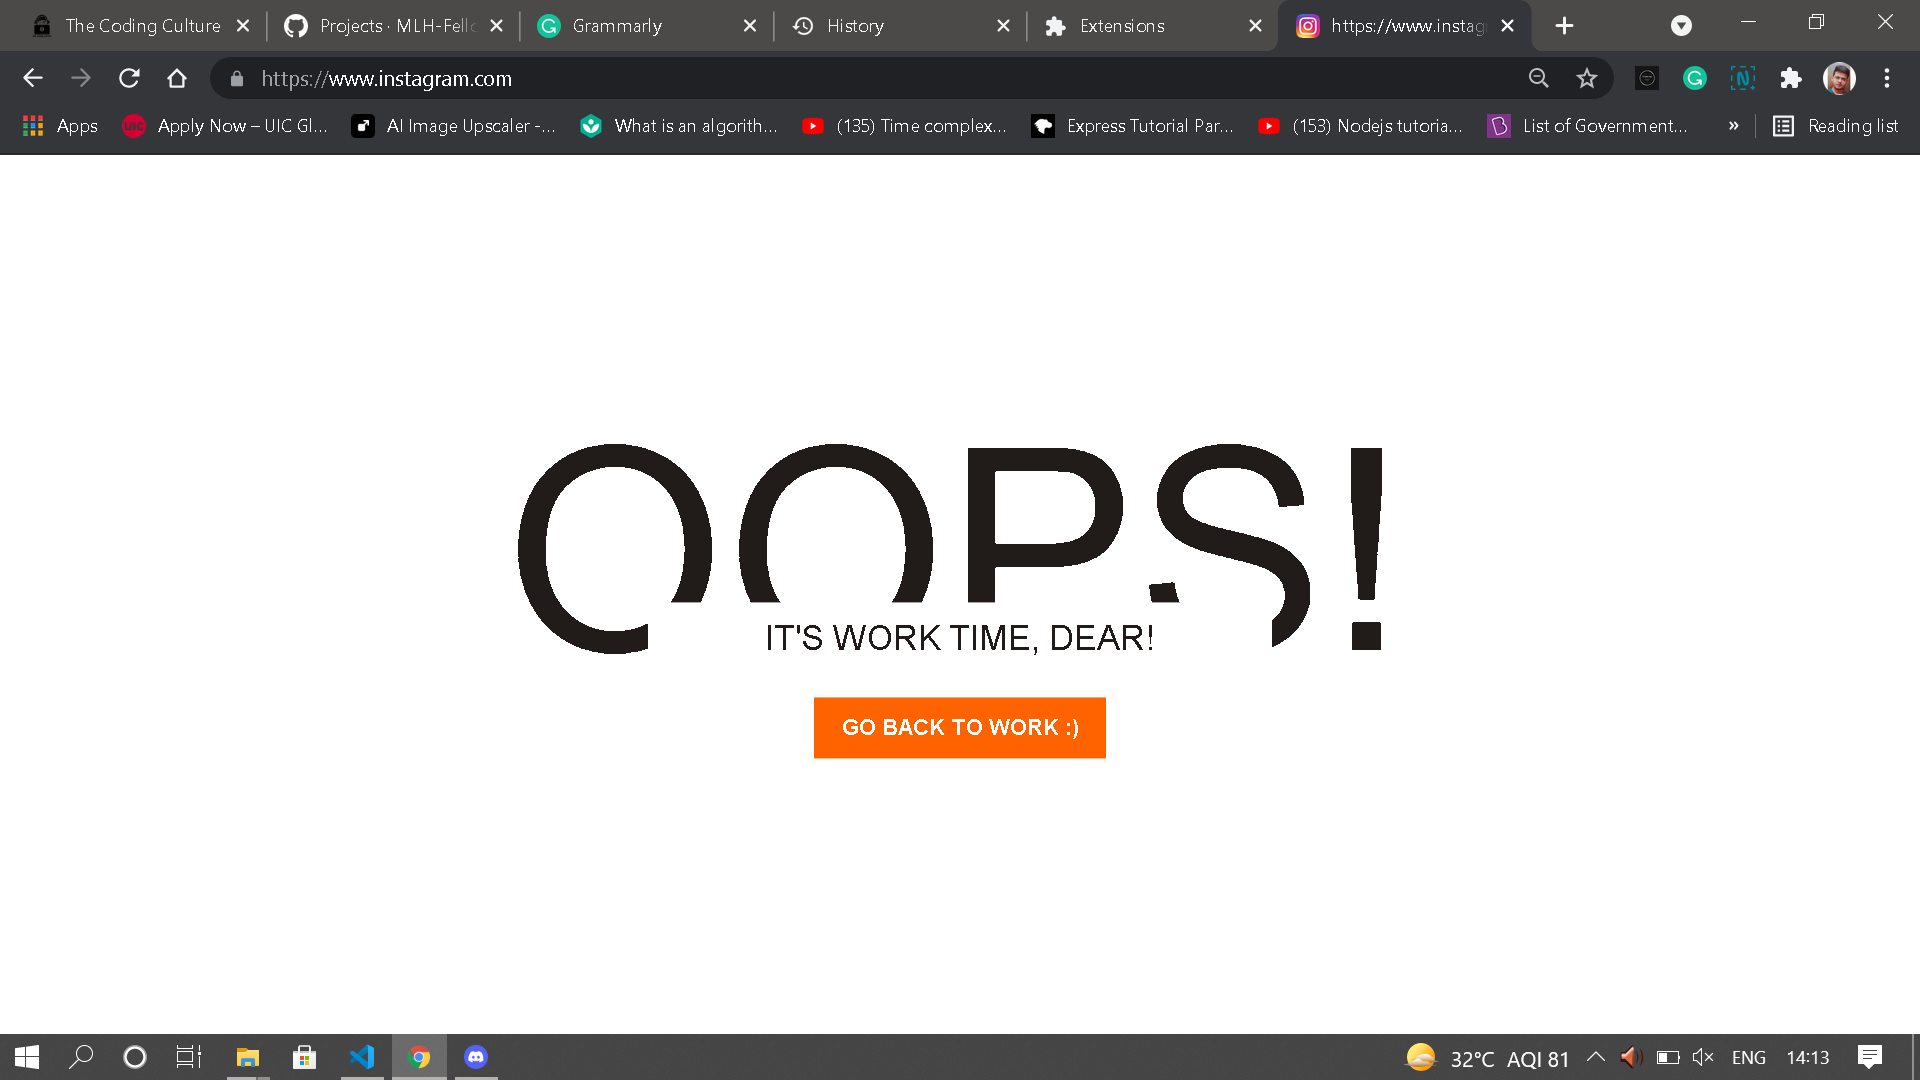 The Coding Culture
Projects · MLH-Fello
Grammarly
History
Extensions
https://www.instag
https://www.instagram.com
Apps
Apply Now – UIC Gl...
AI Image Upscaler -...
What is an algorith...
(135) Time complex...
Express Tutorial Par...
(153) Nodejs tutoria...
List of Government...
»
Reading list
OOPS!
IT'S WORK TIME, DEAR!
GO BACK TO WORK :)
32°C AQI 81
ENG
14:13